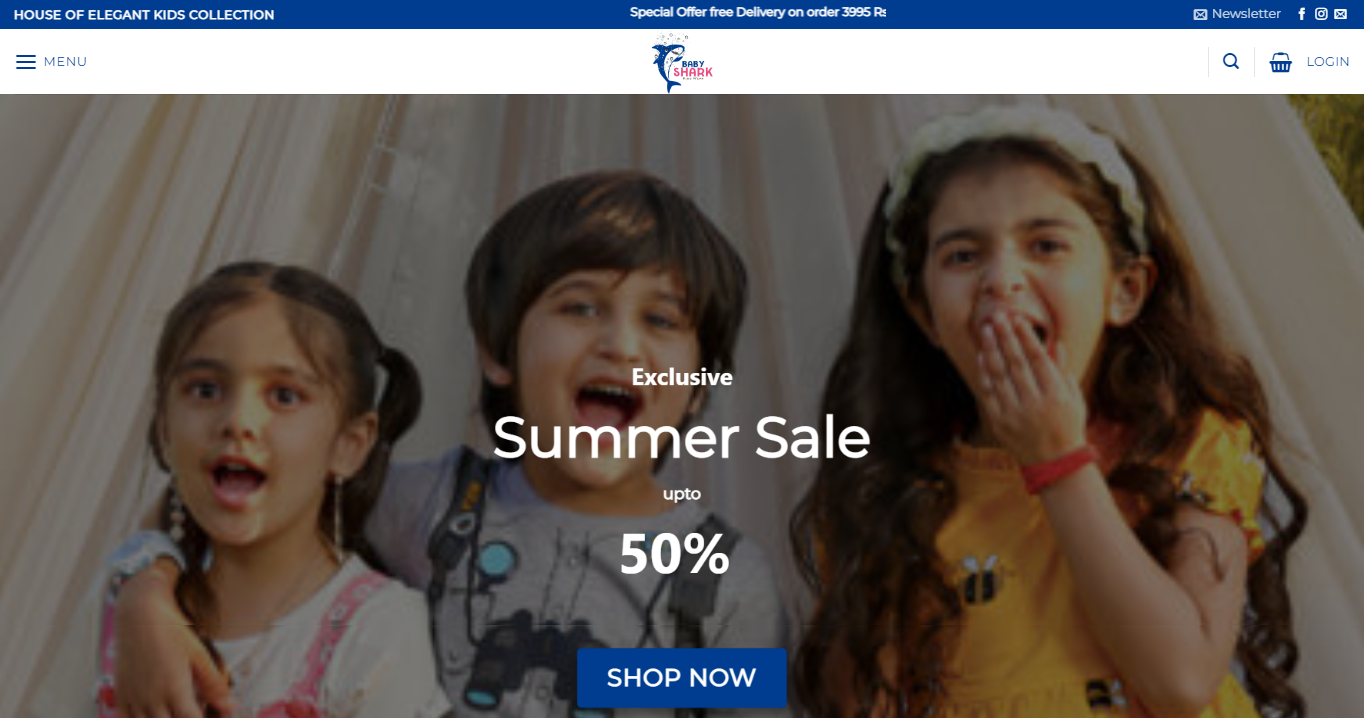 HOUSE OF ELEGANT KIDS COLLECTION
Special Offer free Delivery on order 3995 Rs
Newsletter
MENU
BABY
SHARK
LOGIN
Exclusive
Summer Sale
upto
50%
SHOP NOW